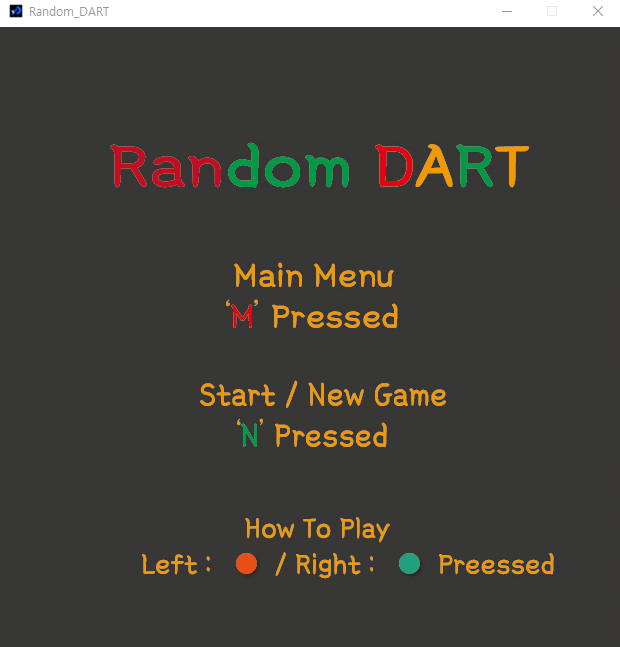 Random_DART
Random DART
Main Menu
‘M’ Pressed
Start / New Game
‘N’ Pressed
How To Play
Left : / Right : Preessed